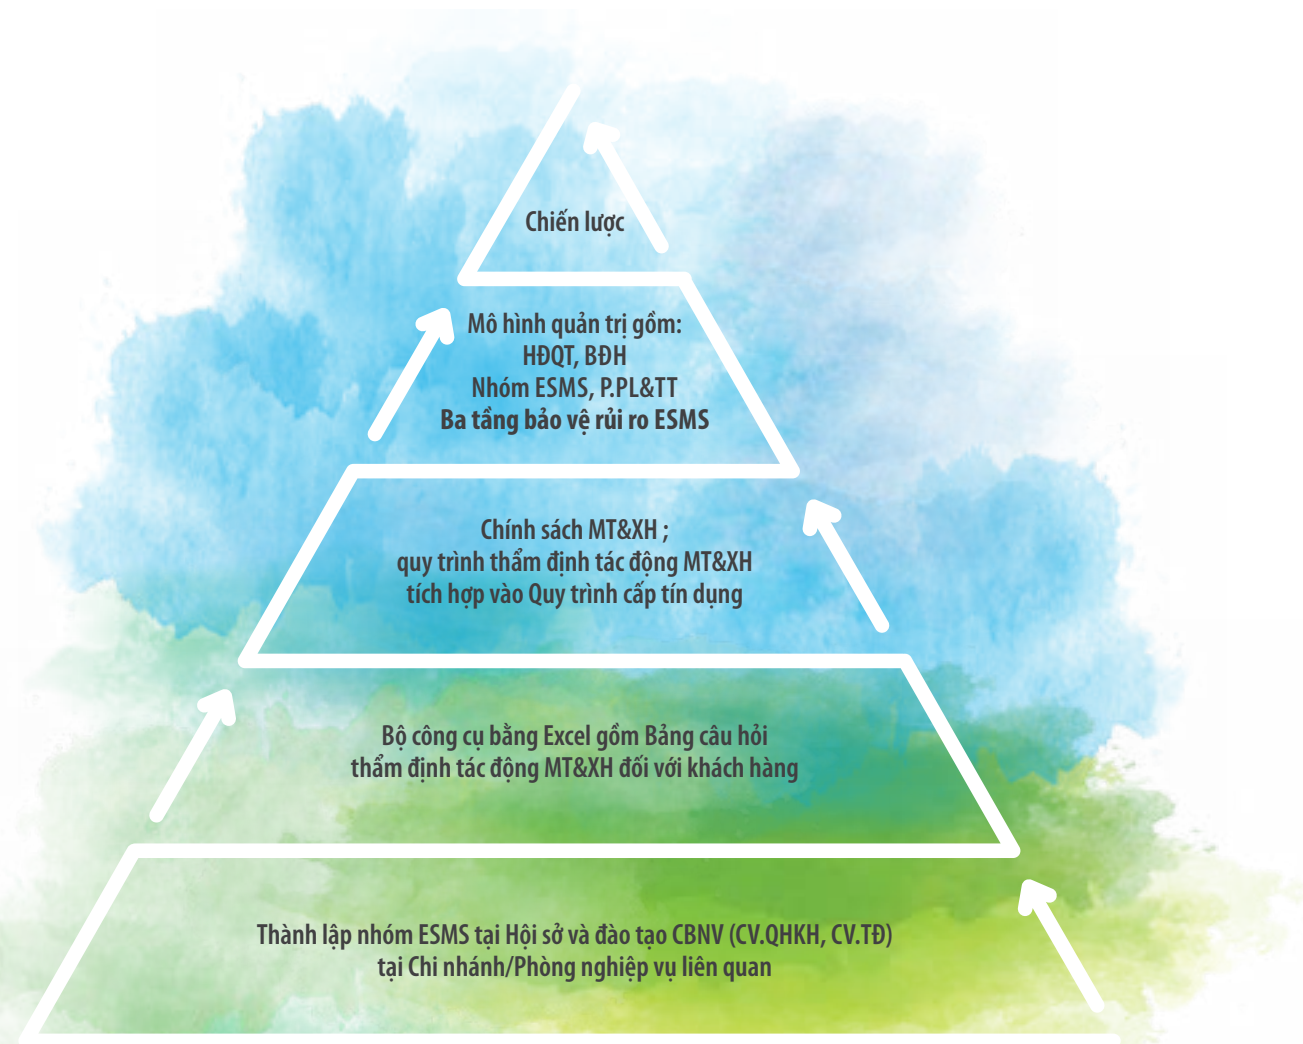 Chiến lược
Mô hình quản trị gồm:
HĐQT, BĐH
Nhóm ESMS, P.PL&TT
Ba tầng bảo vệ rủi ro ESMS
Chính sách MT&XH ;
quy trình thẩm định tác động MT&XH
tích hợp vào Quy trình cấp tín dụng
Bộ công cụ bằng Excel gồm Bảng câu hỏi
thẩm định tác động MT&XH đối với khách hàng
Thành lập nhóm ESMS tại Hội sở và đào tạo CBNV (CV.QHKH, CV.TĐ)
tại Chi nhánh/Phòng nghiệp vụ liên quan